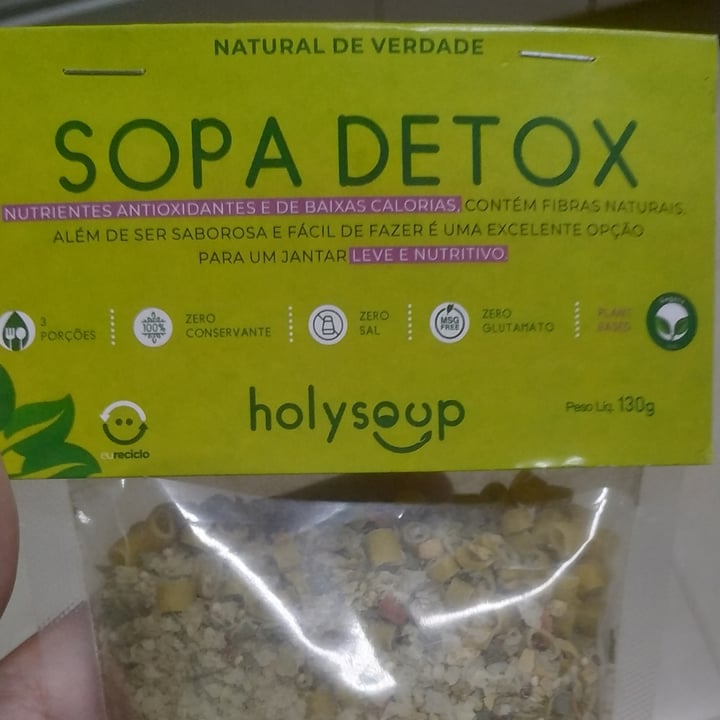 NATURAL DE VERDADE
SOPA DETOX
NUTRIENTES ANTIOXIDANTES E DE BAIXAS CALORIAS, CONTÉM FIBRAS NATURAIS,
ALÉM DE SER SABOROSA E FÁCIL DE FAZER É UMA EXCELENTE OPÇÃO
PARA UM JANTAR LEVE E NUTRITIVO.
3
PORÇÕES
100%
ZERO
CONSERVANTE
ZERO
SAL
MSG
FREE
ZERO
GLUTAMATO
PLANT
BASED
holysoup
Peso Liq. 130g
eureciclo